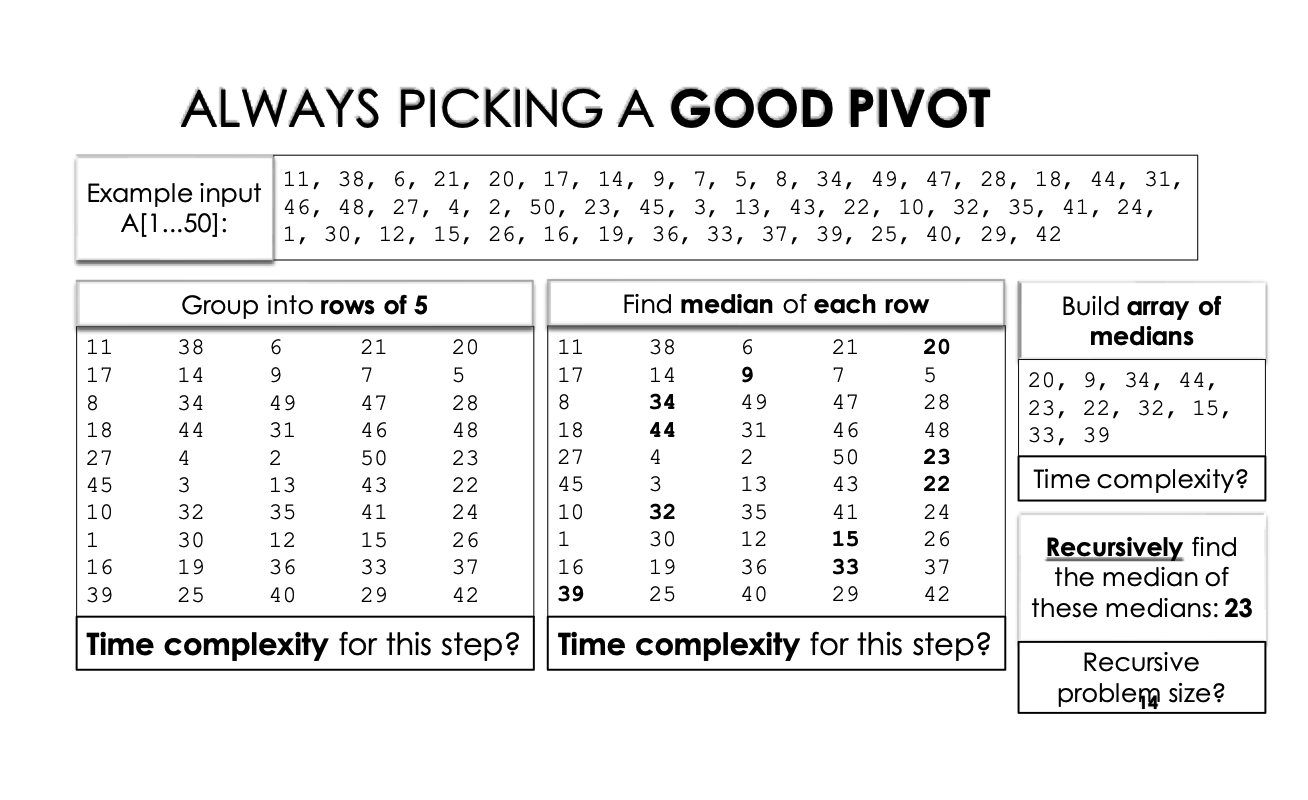 ALWAYS PICKING A GOOD PIVOT
Example input
A[1...50]:
11, 38, 6, 21, 20, 17, 14, 9, 7, 5, 8, 34, 49, 47, 28, 18, 44, 31,
46, 48, 27, 4, 2, 50, 23, 45, 3, 13, 43, 22, 10, 32, 35, 41, 24,
1, 30, 12, 15, 26, 16, 19, 36, 33, 37, 39, 25, 40, 29, 42
Group into rows of 5
11 38 6 21 20
17 14 9 7 5
8 34 49 47 28
18 44 31 46 48
27 4 2 50 23
45 3 13 43 22
10 32 35 41 24
1 30 12 15 26
16 19 36 33 37
39 25 40 29 42
Time complexity for this step?
Find median of each row
11 38 6 21 20
17 14 9 7 5
8 34 49 47 28
18 44 31 46 48
27 4 2 50 23
45 3 13 43 22
10 32 35 41 24
1 30 12 15 26
16 19 36 33 37
39 25 40 29 42
Time complexity for this step?
Build array of
medians
20, 9, 34, 44,
23, 22, 32, 15,
33, 39
Time complexity?
Recursively find
the median of
these medians: 23
Recursive
problem size?
14